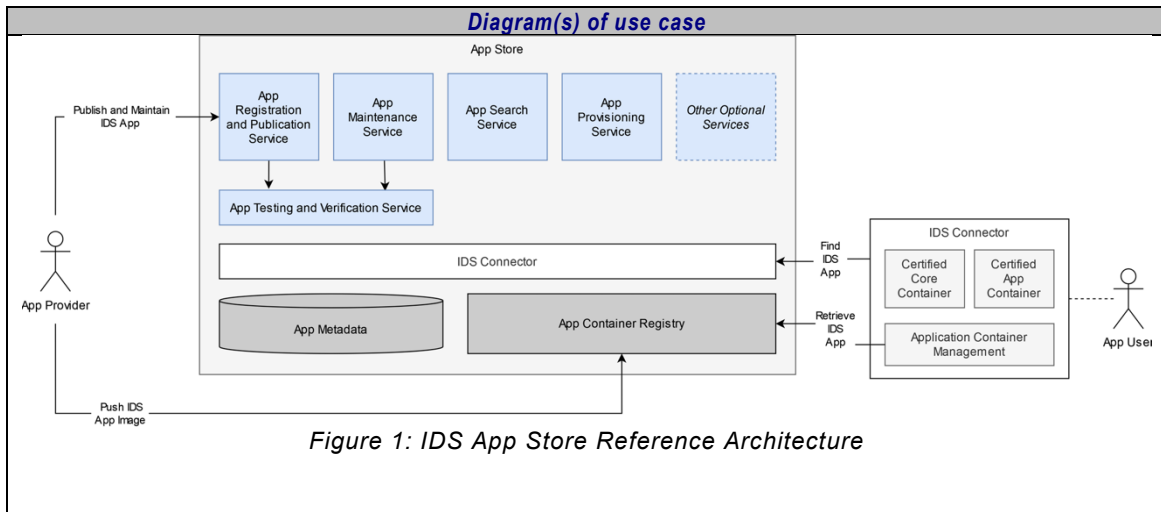 Diagram(s) of use case
App Store
Publish and Maintain
IDS App
App
Registration
and Publication
Service
App
Maintenance
Service
App Search
Service
App
Provisioning
Service
Other Optional
Services
App Testing and Verification Service
IDS Connector
App Metadata
App Container Registry
App Provider
Push IDS
App Image
Find
IDS
App
Retrieve
IDS
App
IDS Connector
Certified
Core
Container
Certified
App
Container
Application Container
Management
App User
Figure 1: IDS App Store Reference Architecture